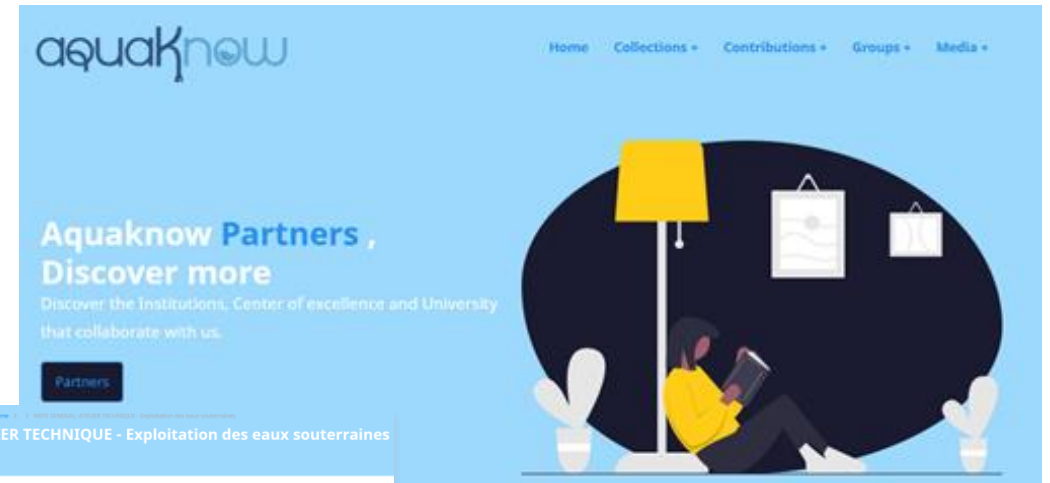 aquaknow
Home Collections + Contributions + Groups + Media +
Aquaknow Partners ,
Discover more
Discover the Institutions, Center of excellence and University
that collaborate with us.
Partners
ER TECHNIQUE - Exploitation des eaux souterraines